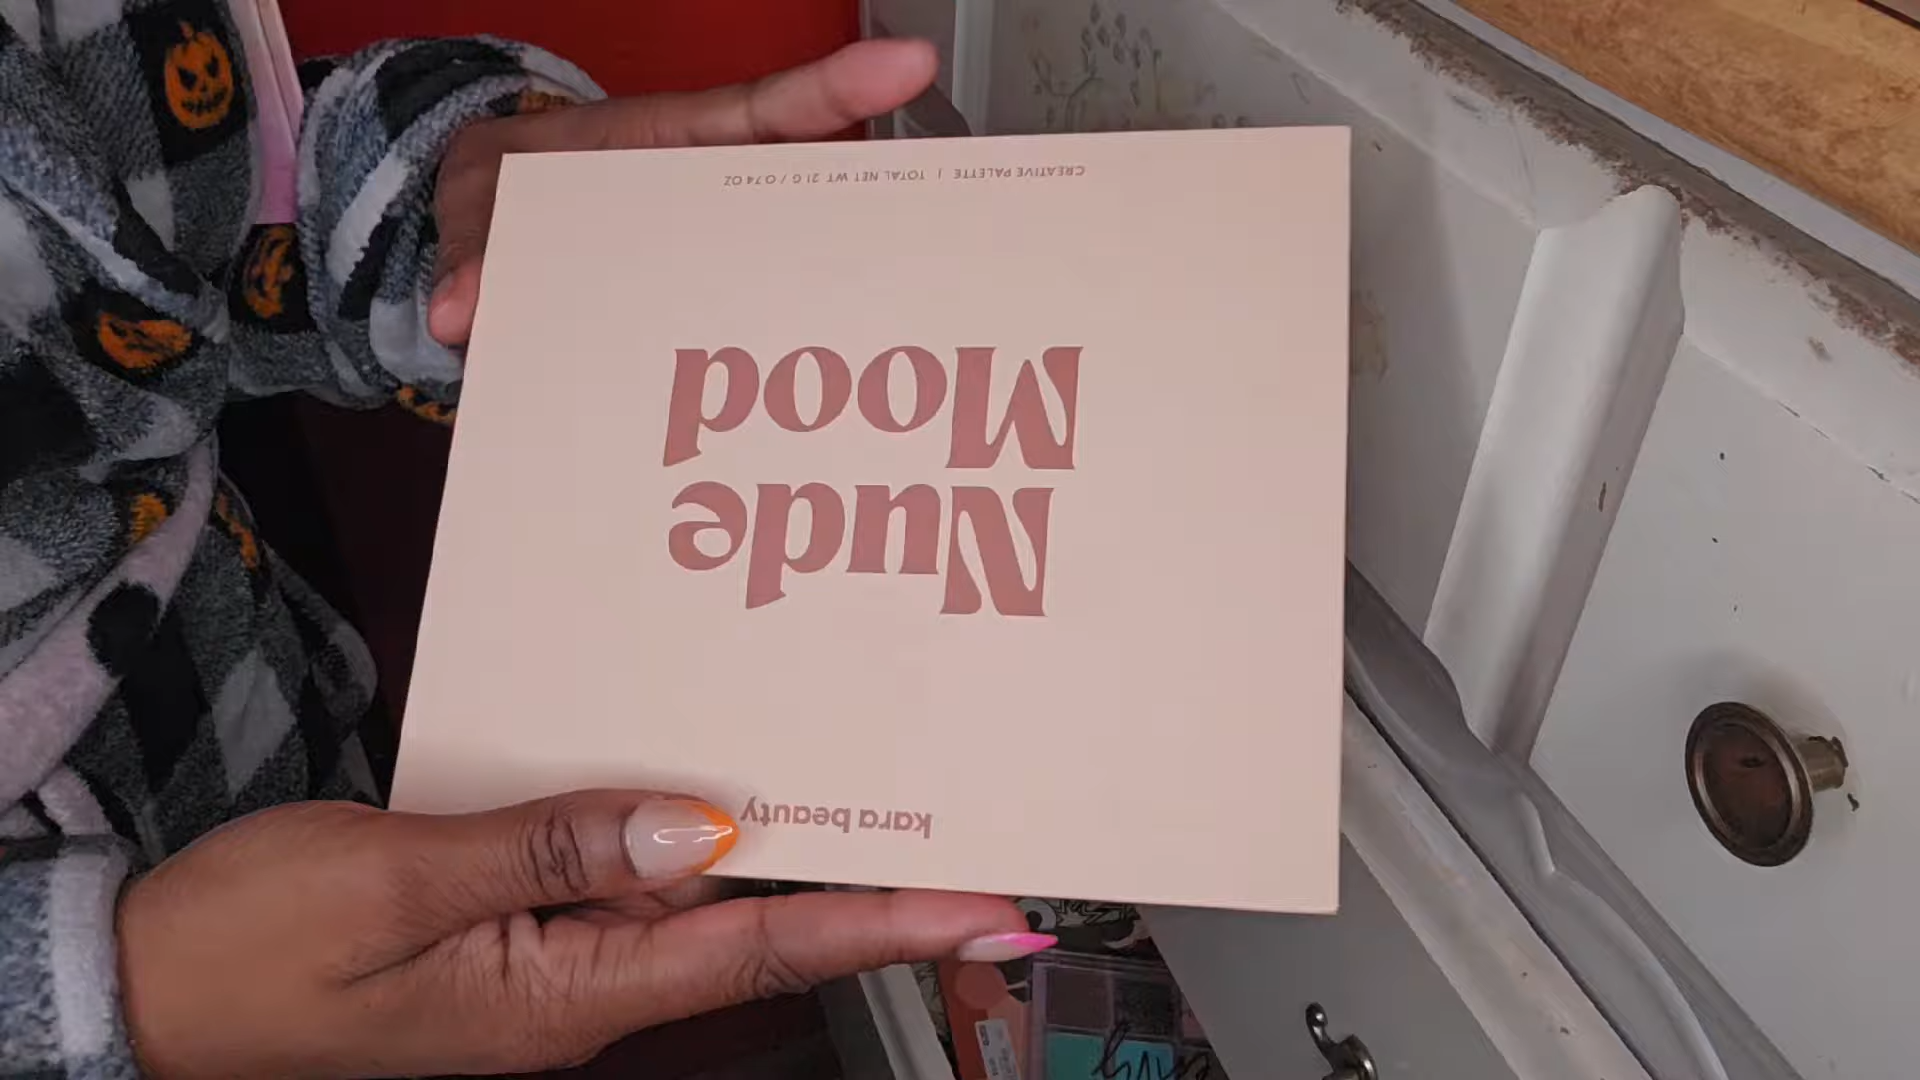 kara beauty
Nude
Mood
CREATIVE PALETTE | TOTAL NET WT 21 G / 0.74 OZ